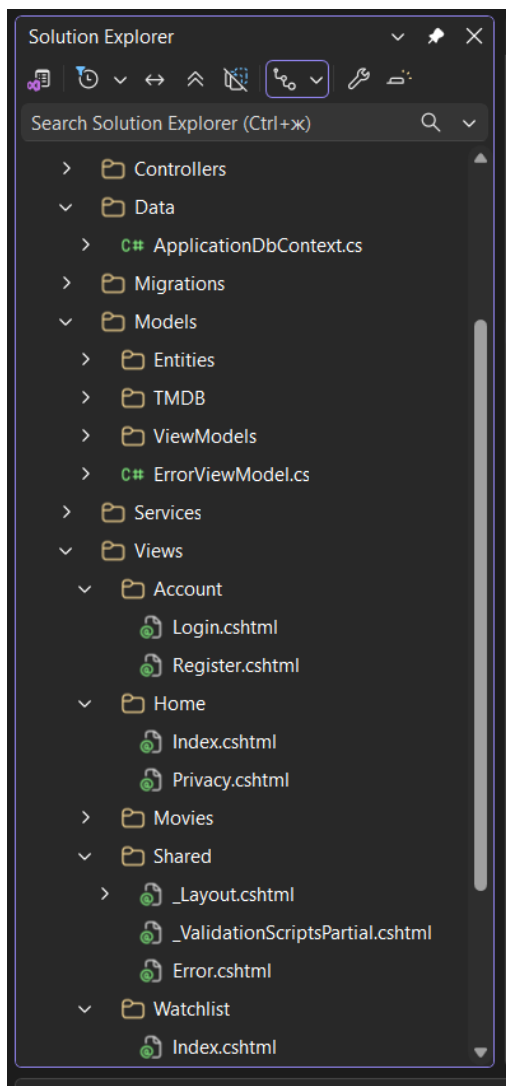 Solution Explorer
Search Solution Explorer (Ctrl+ж)
Controllers
Data
C# ApplicationDbContext.cs
Migrations
Models
Entities
TMDB
ViewModels
C# ErrorViewModel.cs
Services
Views
Account
Login.cshtml
Register.cshtml
Home
Index.cshtml
Privacy.cshtml
Movies
Shared
_Layout.cshtml
_ValidationScriptsPartial.cshtml
Error.cshtml
Watchlist
Index.cshtml